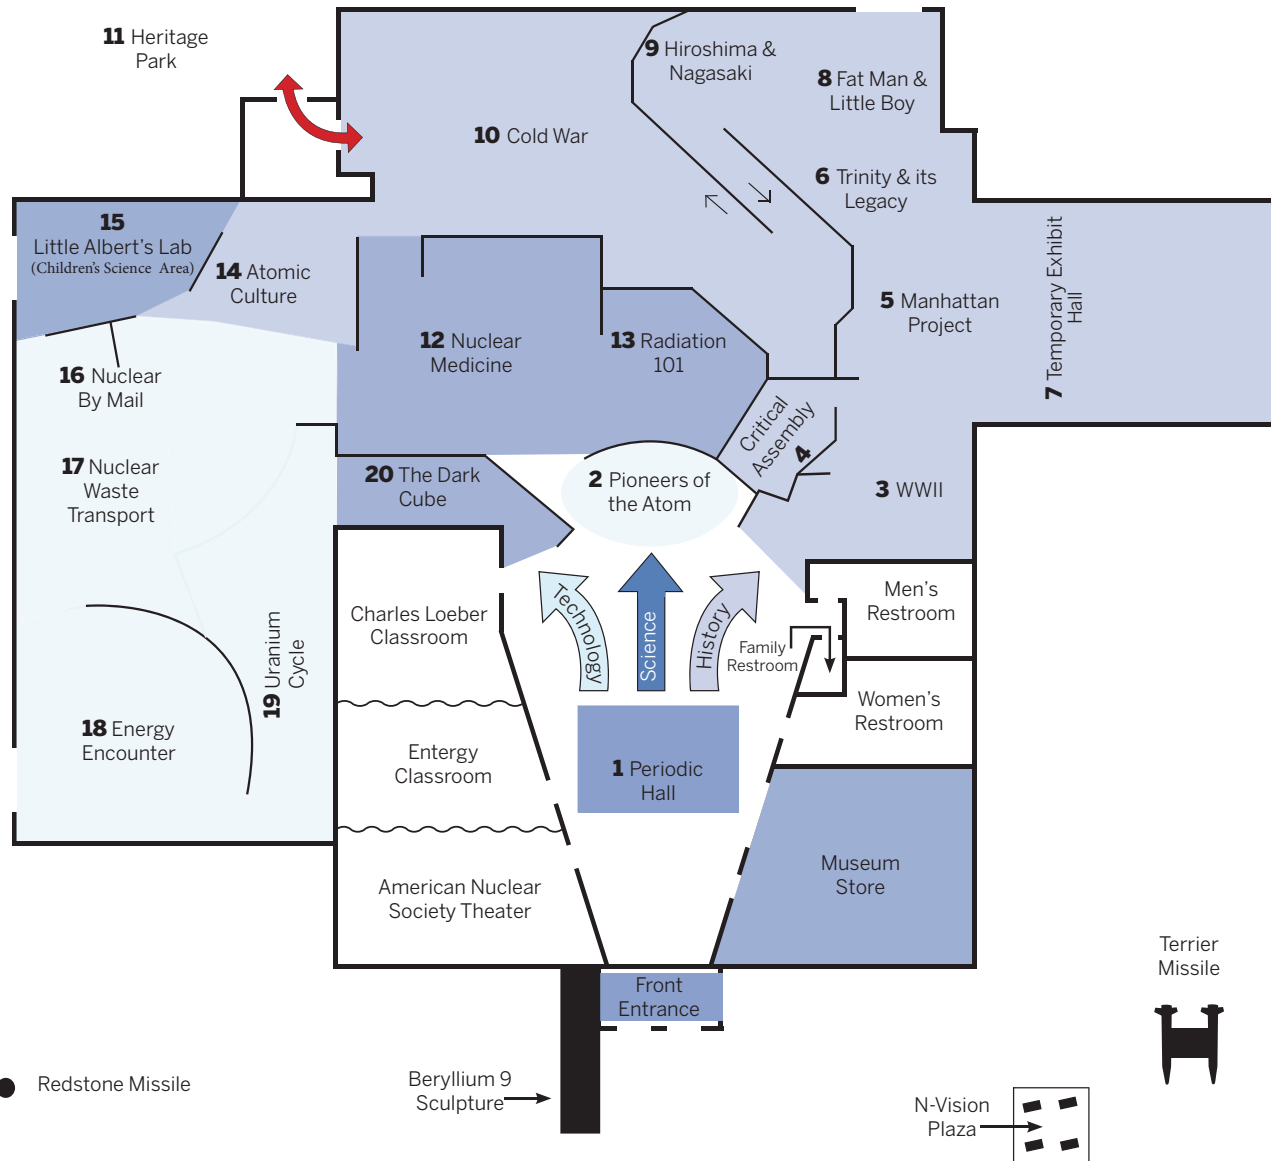 11 Heritage
Park
9 Hiroshima &
Nagasaki
8 Fat Man &
Little Boy
10 Cold War
6 Trinity & its
Legacy
15
Little Albert's Lab
(Children's Science Area)
14 Atomic
Culture
5 Manhattan
Project
7 Temporary Exhibit
Hall
12 Nuclear
Medicine
13 Radiation
101
16 Nuclear
By Mail
Critical
Assembly
4
17 Nuclear
Waste
Transport
20 The Dark
Cube
2 Pioneers of
the Atom
3 WWII
Technology
Science
History
Men's
Restroom
Charles Loeber
Classroom
Family
Restroom
19 Uranium
Cycle
Women's
Restroom
18 Energy
Encounter
Entergy
Classroom
1 Periodic
Hall
American Nuclear
Society Theater
Museum
Store
Front
Entrance
Terrier
Missile
Redstone Missile
Beryllium 9
Sculpture
N-Vision
Plaza